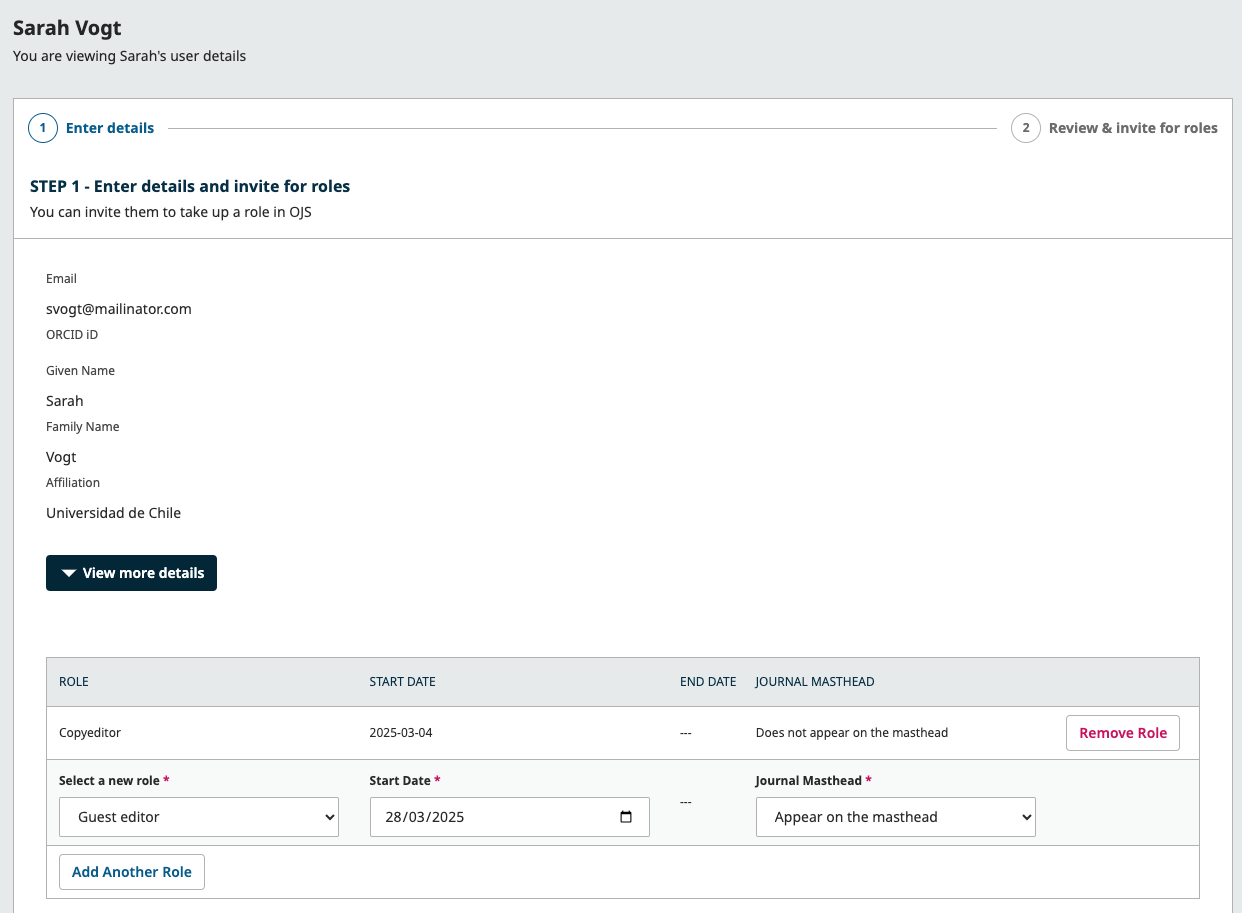 Sarah Vogt
You are viewing Sarah's user details
1 Enter details
2 Review & invite for roles
STEP 1 - Enter details and invite for roles
You can invite them to take up a role in OJS
Email
svogt@mailinator.com
ORCID iD
Given Name
Sarah
Family Name
Vogt
Affiliation
Universidad de Chile
View more details
ROLE START DATE END DATE JOURNAL MASTHEAD
Copyeditor 2025-03-04 --- Does not appear on the masthead Remove Role
Select a new role * Start Date * Journal Masthead *
Guest editor 28/03/2025 --- Appear on the masthead
Add Another Role